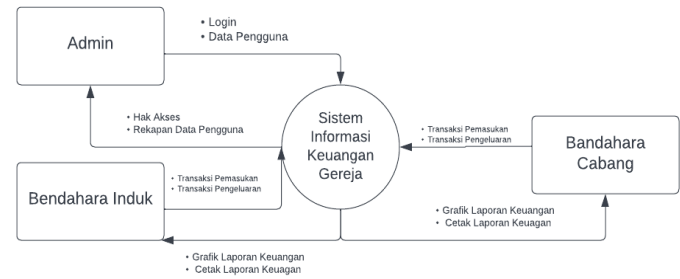 • Login
• Data Pengguna
Admin
• Hak Akses
• Rekapan Data Pengguna
Sistem
Informasi
Keuangan
Gereja
• Transaksi Pemasukan
• Transaksi Pengeluaran
Bandahara
Cabang
Bendahara Induk
• Transaksi Pemasukan
• Transaksi Pengeluaran
• Grafik Laporan Keuangan
• Cetak Laporan Keuagan
• Grafik Laporan Keuangan
• Cetak Laporan Keuagan